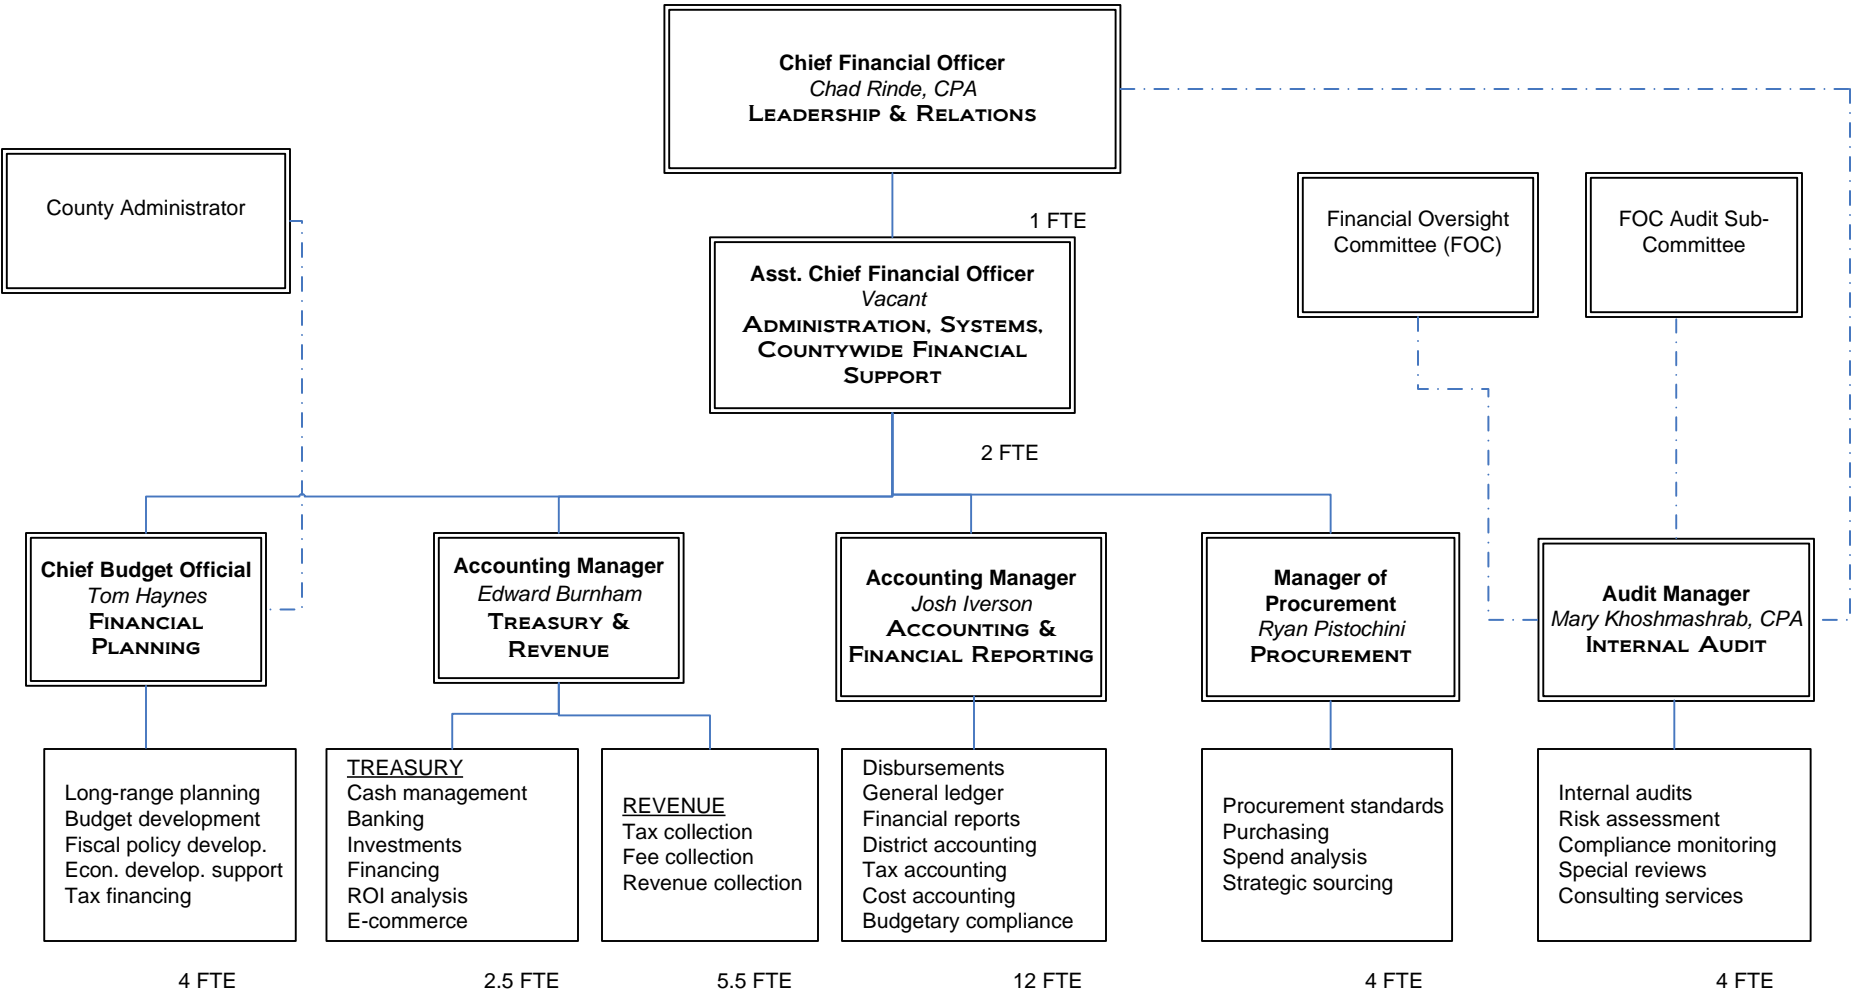 Chief Financial Officer
Chad Rinde, CPA
LEADERSHIP & RELATIONS
County Administrator
1 FTE
Financial Oversight
Committee (FOC)
FOC Audit Sub-
Committee
Asst. Chief Financial Officer
Vacant
ADMINISTRATION, SYSTEMS,
COUNTYWIDE FINANCIAL
SUPPORT
2 FTE
Chief Budget Official
Tom Haynes
FINANCIAL
PLANNING
Accounting Manager
Edward Burnham
TREASURY &
REVENUE
Accounting Manager
Josh Iverson
ACCOUNTING &
FINANCIAL REPORTING
Manager of
Procurement
Ryan Pistochini
PROCUREMENT
Audit Manager
Mary Khoshmashrab, CPA
INTERNAL AUDIT
Long-range planning
Budget development
Fiscal policy develop.
Econ. develop. support
Tax financing
TREASURY
Cash management
Banking
Investments
Financing
ROI analysis
E-commerce
REVENUE
Tax collection
Fee collection
Revenue collection
Disbursements
General ledger
Financial reports
District accounting
Tax accounting
Cost accounting
Budgetary compliance
Procurement standards
Purchasing
Spend analysis
Strategic sourcing
Internal audits
Risk assessment
Compliance monitoring
Special reviews
Consulting services
4 FTE
2.5 FTE
5.5 FTE
12 FTE
4 FTE
4 FTE